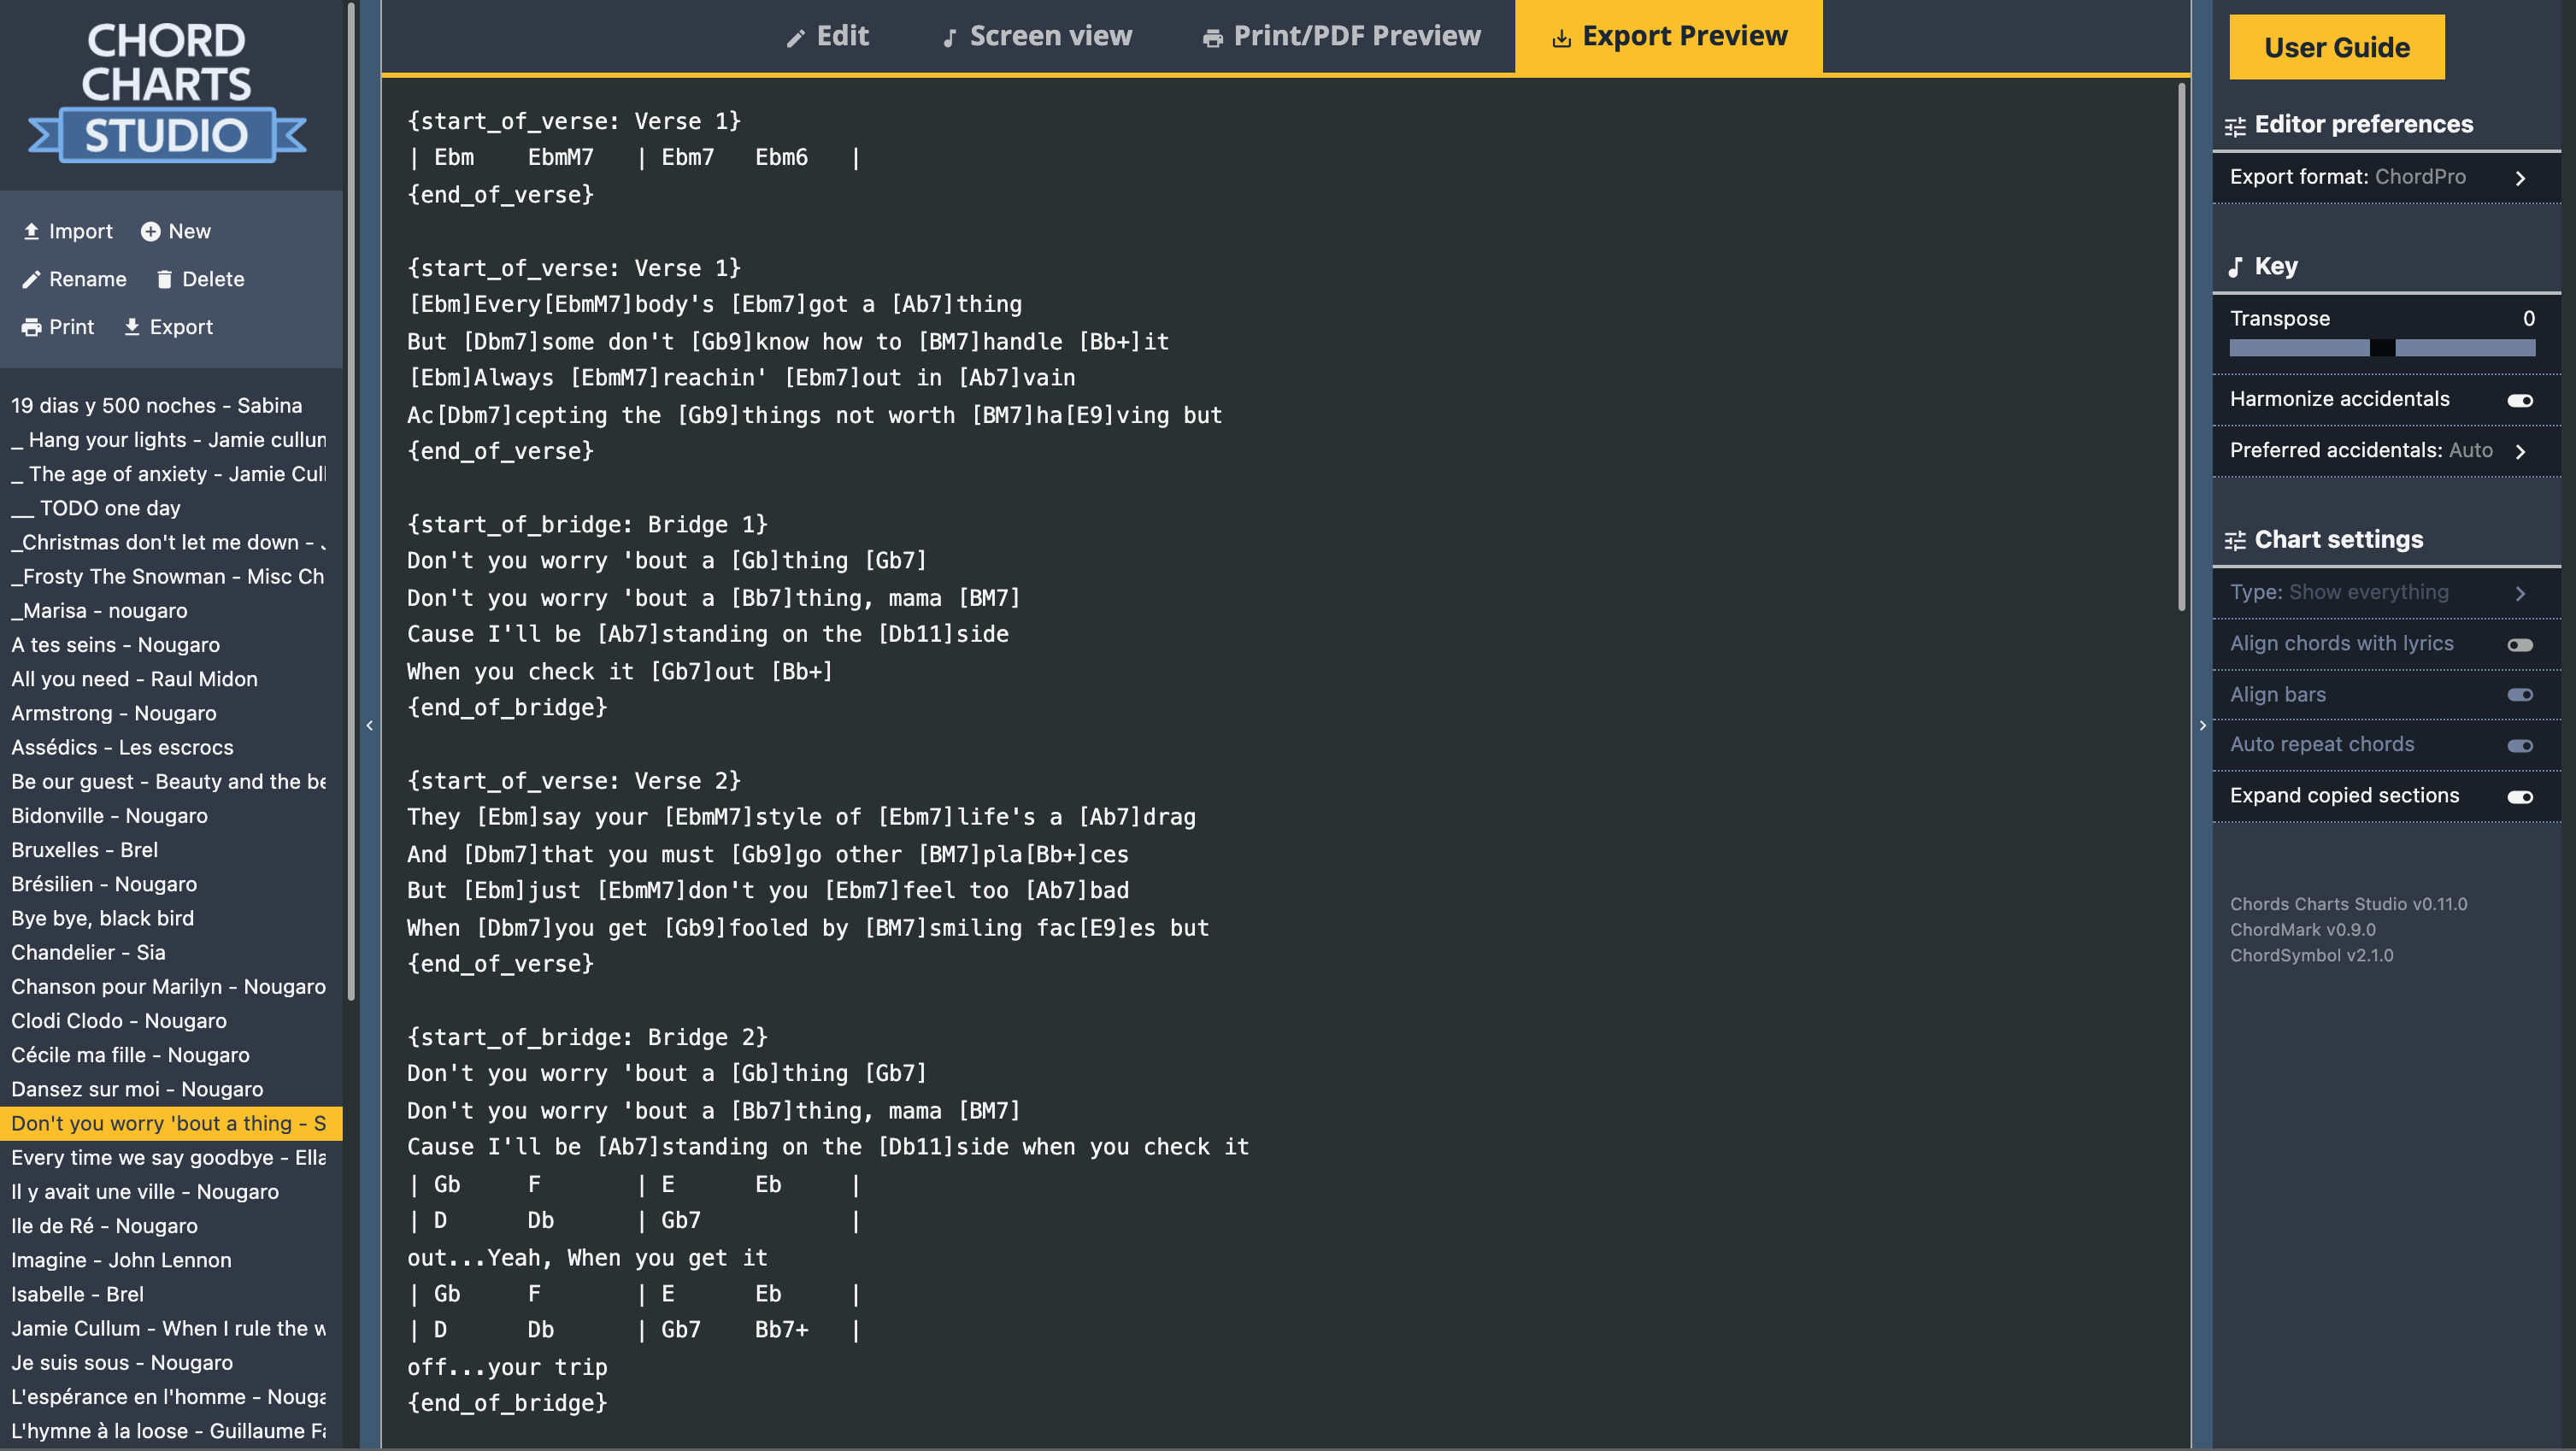 CHORD
CHARTS
STUDIO
Import New
Rename Delete
Print Export
19 dias y 500 noches - Sabina
_ Hang your lights - Jamie cullum
_ The age of anxiety - Jamie Cull
__ TODO one day
_Christmas don't let me down -
_Frosty The Snowman - Misc Ch
_Marisa - nougaro
A tes seins - Nougaro
All you need - Raul Midon
Armstrong - Nougaro
Assédics - Les escrocs
Be our guest - Beauty and the be
Bidonville - Nougaro
Bruxelles - Brel
Brésilien - Nougaro
Bye bye, black bird
Chandelier - Sia
Chanson pour Marilyn - Nougaro
Clodi Clodo - Nougaro
Cécile ma fille - Nougaro
Dansez sur moi - Nougaro
Don't you worry 'bout a thing - S
Every time we say goodbye - Ella
Il y avait une ville - Nougaro
Ile de Ré - Nougaro
Imagine - John Lennon
Isabelle - Brel
Jamie Cullum - When I rule the w
Je suis sous - Nougaro
L'espérance en l'homme - Nouga
L'hymne à la loose - Guillaume Fa
Edit Screen view Print/PDF Preview Export Preview
{start_of_verse: Verse 1}
| Ebm    EbmM7   | Ebm7   Ebm6   |
{end_of_verse}
{start_of_verse: Verse 1}
[Ebm]Every[EbmM7]body's [Ebm7]got a [Ab7]thing
But [Dbm7]some don't [Gb9]know how to [BM7]handle [Bb+]it
[Ebm]Always [EbmM7]reachin' [Ebm7]out in [Ab7]vain
Ac[Dbm7]cepting the [Gb9]things not worth [BM7]ha[E9]ving but
{end_of_verse}
{start_of_bridge: Bridge 1}
Don't you worry 'bout a [Gb]thing [Gb7]
Don't you worry 'bout a [Bb7]thing, mama [BM7]
Cause I'll be [Ab7]standing on the [Db11]side
When you check it [Gb7]out [Bb+]
{end_of_bridge}
{start_of_verse: Verse 2}
They [Ebm]say your [EbmM7]style of [Ebm7]life's a [Ab7]drag
And [Dbm7]that you must [Gb9]go other [BM7]pla[Bb+]ces
But [Ebm]just [EbmM7]don't you [Ebm7]feel too [Ab7]bad
When [Dbm7]you get [Gb9]fooled by [BM7]smiling fac[E9]es but
{end_of_verse}
{start_of_bridge: Bridge 2}
Don't you worry 'bout a [Gb]thing [Gb7]
Don't you worry 'bout a [Bb7]thing, mama [BM7]
Cause I'll be [Ab7]standing on the [Db11]side when you check it
| Gb     F       | E      Eb     |
| D      Db      | Gb7           |
out...Yeah, When you get it
| Gb     F       | E      Eb     |
| D      Db      | Gb7    Bb7+   |
off...your trip
{end_of_bridge}
User Guide
Editor preferences
Export format: ChordPro
Key
Transpose 0
Harmonize accidentals
Preferred accidentals: Auto
Chart settings
Type: Show everything
Align chords with lyrics
Align bars
Auto repeat chords
Expand copied sections
Chords Charts Studio v0.11.0
ChordMark v0.9.0
ChordSymbol v2.1.0